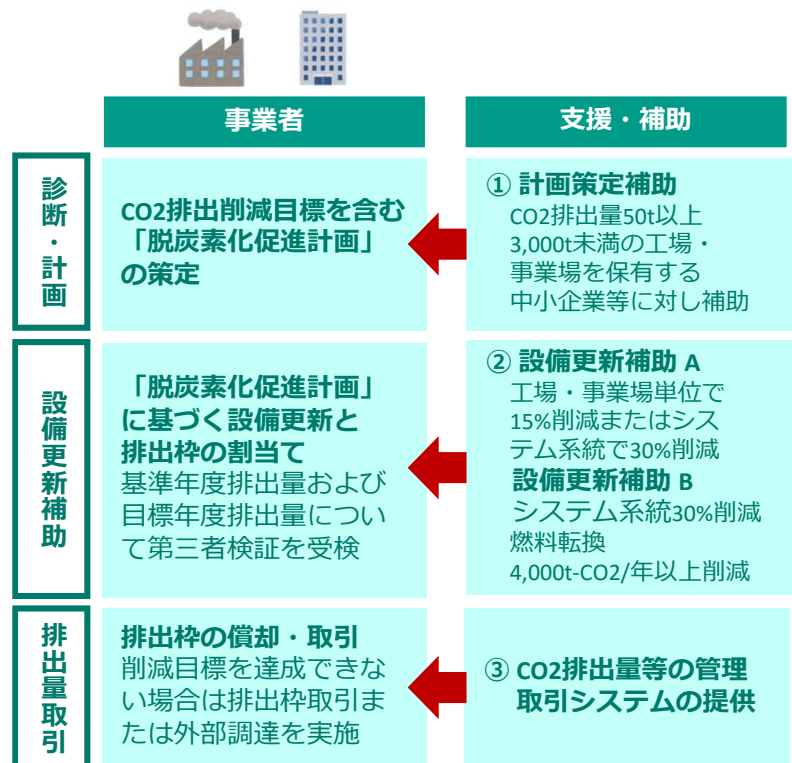 事業者
支援・補助
診断・計画
CO2排出削減目標を含む
「脱炭素化促進計画」
の策定
① 計画策定補助
CO2排出量50t以上
3,000t未満の工場・
事業場を保有する
中小企業等に対し補助
設備更新補助
「脱炭素化促進計画」
に基づく設備更新と
排出枠の割当て
基準年度排出量および
目標年度排出量につい
て第三者検証を受検
② 設備更新補助 A
工場・事業場単位で
15%削減またはシス
テム系統で30%削減
設備更新補助 B
システム系統30%削減
燃料転換
4,000t-CO2/年以上削減
排出量取引
排出枠の償却・取引
削減目標を達成できな
い場合は排出枠取引ま
たは外部調達を実施
③ CO2排出量等の管理
取引システムの提供